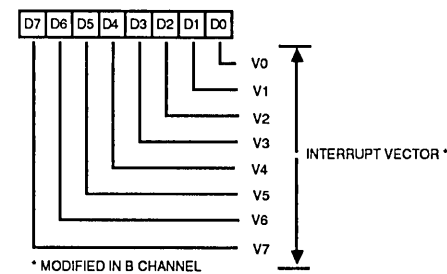 D7 D6 D5 D4 D3 D2 D1 D0
V0
V1
V2
V3
V4
INTERRUPT VECTOR *
V5
V6
V7
* MODIFIED IN B CHANNEL